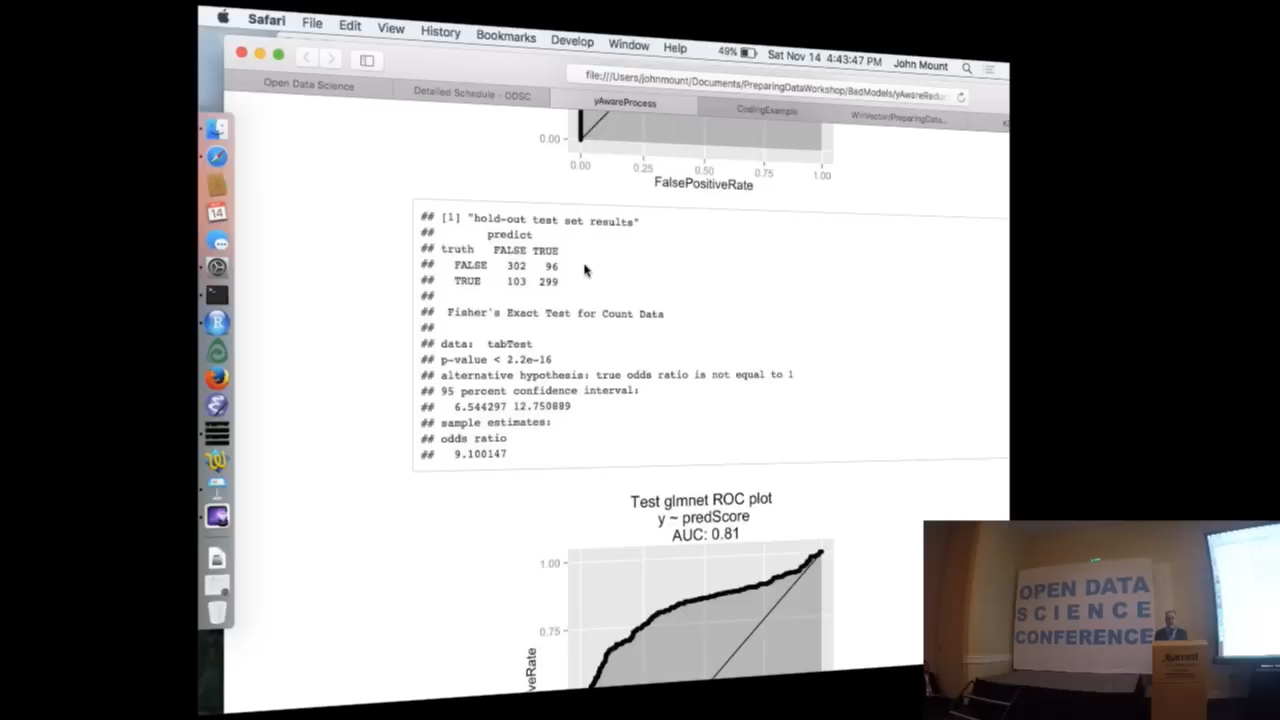 Safari File Edit View History Bookmarks Develop Window Help 49% Sat Nov 14 4:43:47 PM John Mount
file:///Users/johnmount/Documents/PreparingDataWorkshop/BadModels/yAwareRedu
Open Data Science Detailed Schedule - ODSC yAwareProcess CodingExample WinVector/PreparingData...
0.00
0.00 0.25 0.50 0.75 1.00
FalsePositiveRate
## [1] "hold-out test set results"
## predict
## truth FALSE TRUE
## FALSE 302 96
## TRUE 103 299
##
## Fisher's Exact Test for Count Data
##
## data: tabTest
## p-value < 2.2e-16
## alternative hypothesis: true odds ratio is not equal to 1
## 95 percent confidence interval:
## 6.544297 12.750889
## sample estimates:
## odds ratio
## 9.100147
Test glmnet ROC plot
y ~ predScore
AUC: 0.81
1.00
0.75
iveRate
14
OPEN DATA
SCIENCE
CONFERENCE
Marriott